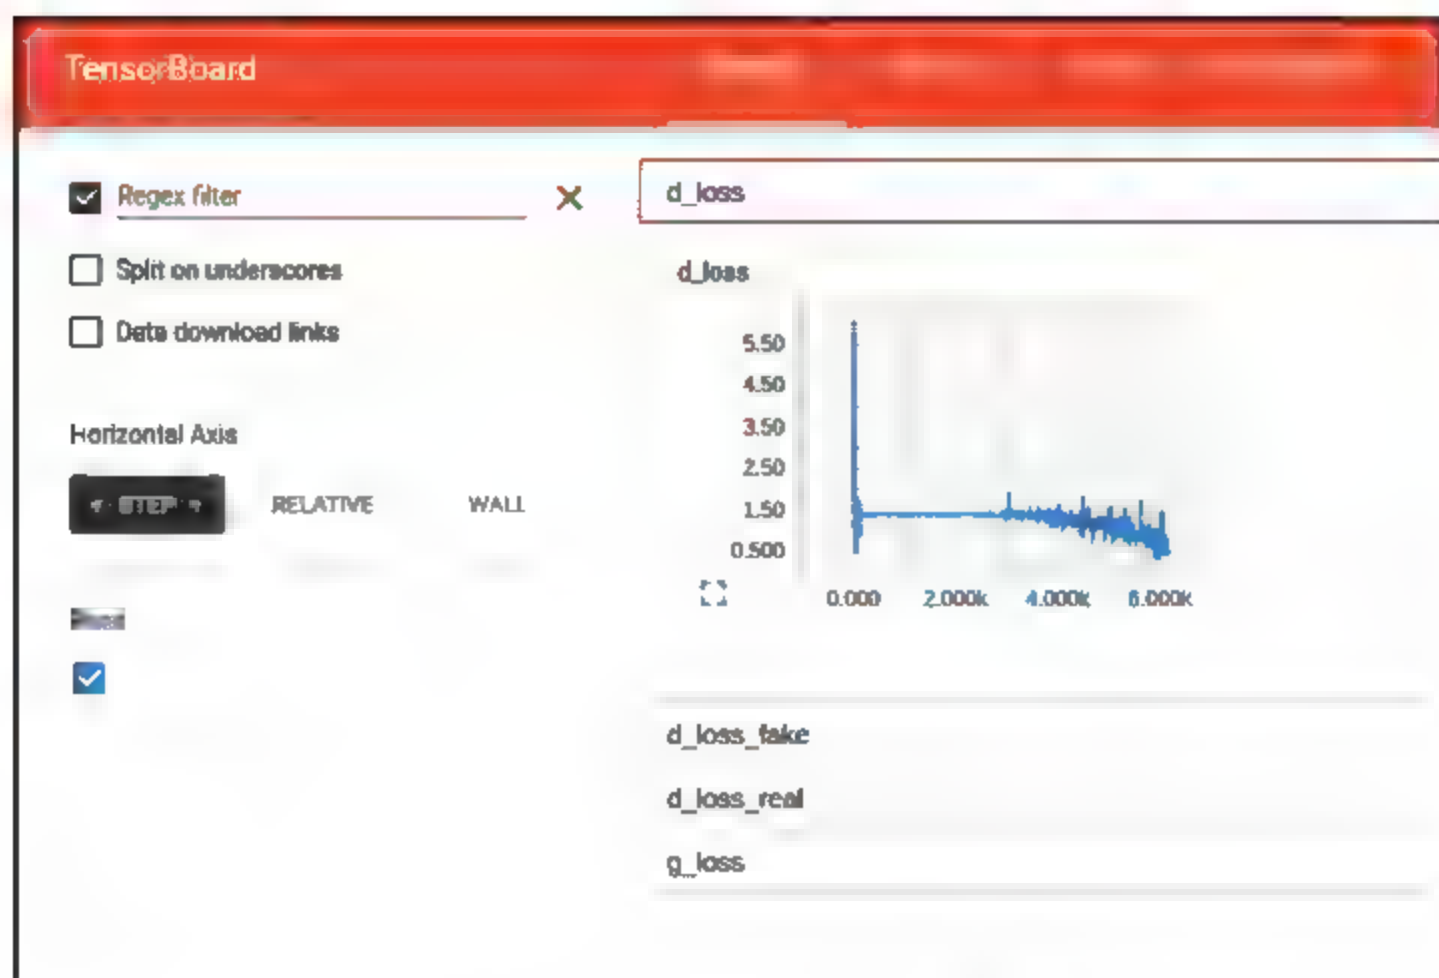 TensorBoard
Regex filter
Split on underscores
Data download links
Horizontal Axis
STEP RELATIVE WALL
d_loss
d_loss
5.50
4.50
3.50
2.50
1.50
0.500
0.000 2.000k 4.000k 6.000k
d_loss_fake
d_loss_real
g_loss